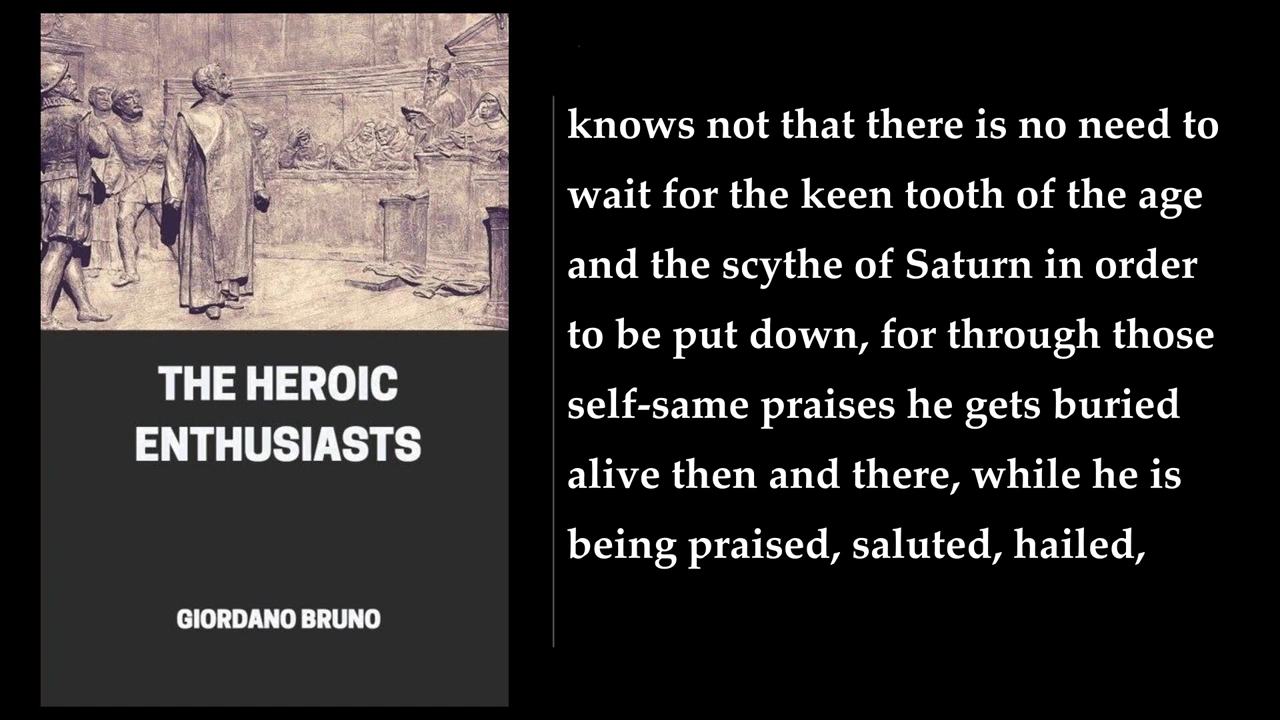 THE HEROIC
ENTHUSIASTS
GIORDANO BRUNO
knows not that there is no need to
wait for the keen tooth of the age
and the scythe of Saturn in order
to be put down, for through those
self-same praises he gets buried
alive then and there, while he is
being praised, saluted, hailed,